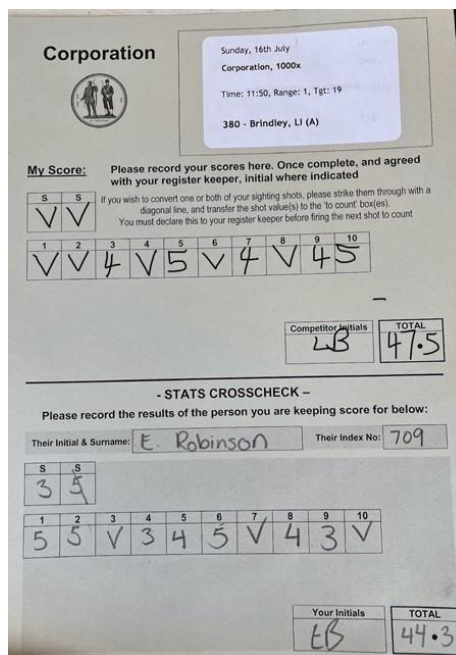 Corporation
Sunday, 16th July
Corporation, 1000x
Time: 11:50, Range: 1, Tgt: 19
380 - Brindley, LI (A)
My Score: Please record your scores here. Once complete, and agreed
with your register keeper, initial where indicated
S S
V V
If you wish to convert one or both of your sighting shots, please strike them through with a
diagonal line, and transfer the shot value(s) to the 'to count' box(es).
You must declare this to your register keeper before firing the next shot to count
1 2 3 4 5 6 7 8 9 10
V V 4 V 5 V 4 V 4 5
Competitor Initials TOTAL
LB 47.5
- STATS CROSSCHECK –
Please record the results of the person you are keeping score for below:
Their Initial & Surname: E. Robinson Their Index No: 709
S S
3 5
1 2 3 4 5 6 7 8 9 10
5 5 V 3 4 5 V 4 3 V
Your Initials TOTAL
44.3